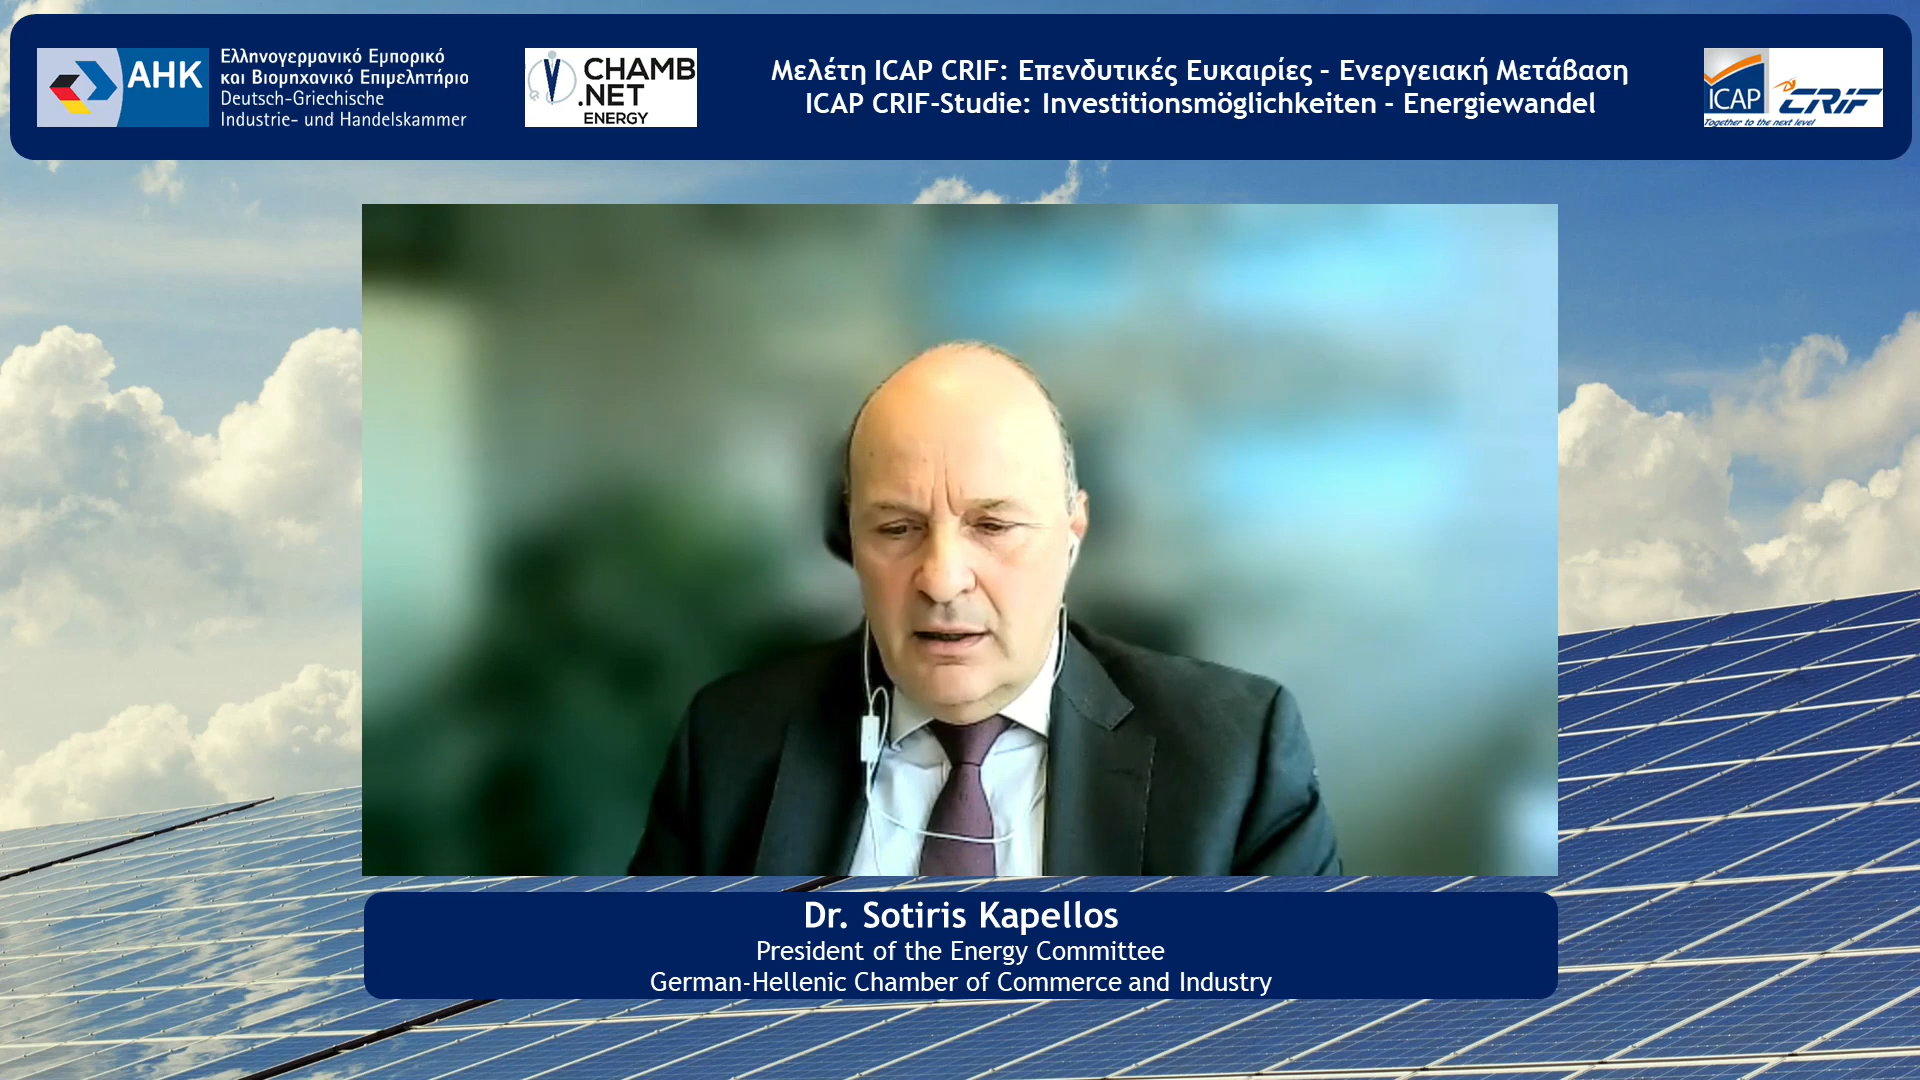 AHK
Ελληνογερμανικό Εμπορικό
και Βιομηχανικό Επιμελητήριο
Deutsch-Griechische
Industrie- und Handelskammer
CHAMB
.NET
ENERGY
Μελέτη ICAP CRIF: Επενδυτικές Ευκαιρίες – Ενεργειακή Μετάβαση
ICAP CRIF-Studie: Investitionsmöglichkeiten – Energiewandel
ICAP
CRIF
Together to the next level
Dr. Sotiris Kapellos
President of the Energy Committee
German-Hellenic Chamber of Commerce and Industry